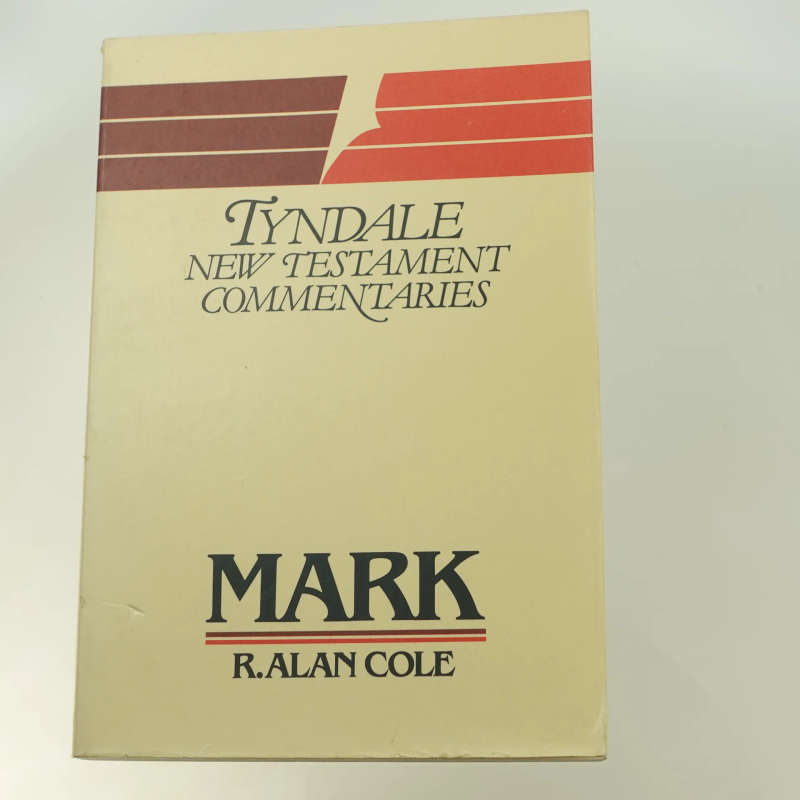 TYNDALE
NEW TESTAMENT
COMMENTARIES
MARK
R. ALAN COLE